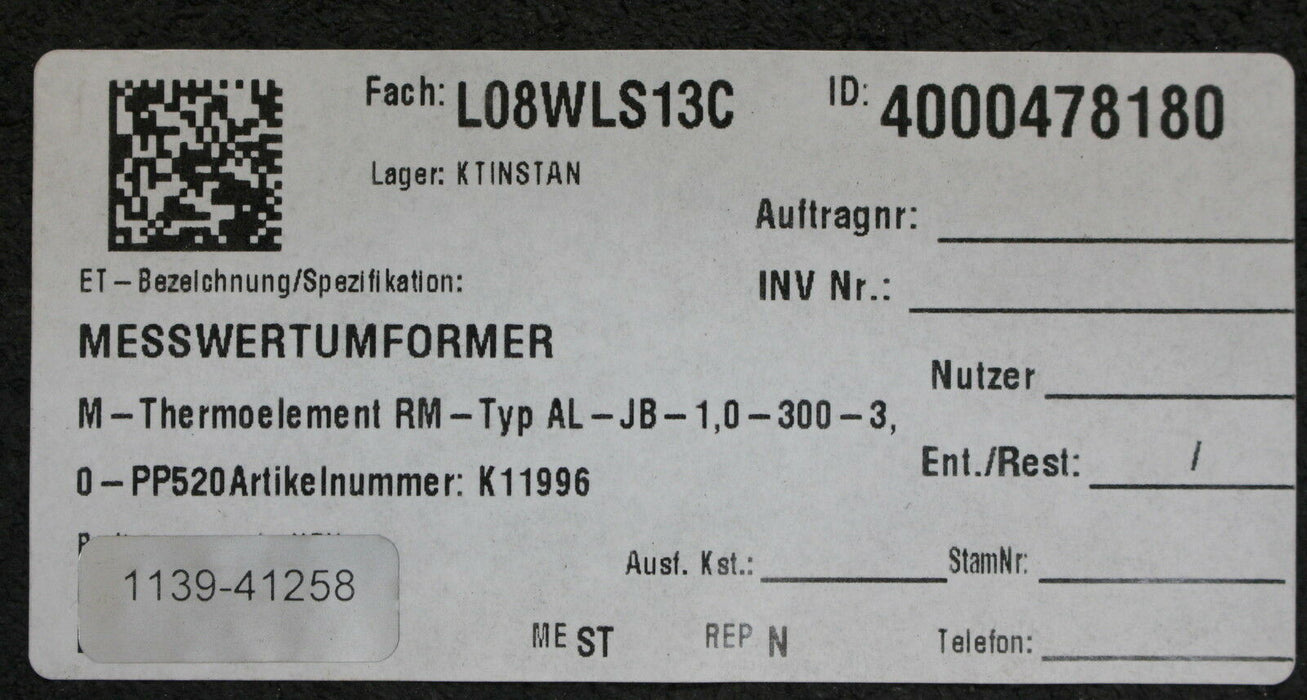 Fach: L08WLS13C
ID: 4000478180
Lager: KTINSTAN
Auftragnr:
ET-Bezeichnung/Spezifikation:
INV Nr.:
MESSWERTUMFORMER
Nutzer
M-Thermoelement RM-Typ AL-JB-1,0-300-3,
Ent./Rest: /
0-PP520Artikelnummer: K11996
1139-41258
Ausf. Kst.:
StamNr:
ME ST
REP N
Telefon: